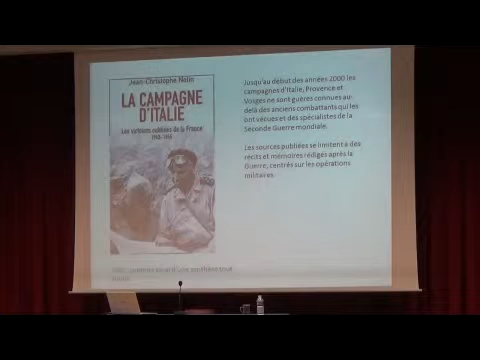 Jean-Christophe Notin
LA CAMPAGNE
D'ITALIE
Les victoires oubliées de la France
1943-1945
Jusqu'au début des années 2000 les
campagnes d'Italie, Provence et
Vosges ne sont guères connues au-
delà des anciens combattants qui les
ont vécues et des spécialistes de la
Seconde Guerre mondiale.
Les sources publiées se limitent à des
récits et mémoires rédigés après la
Guerre, centrés sur les opérations
militaires.